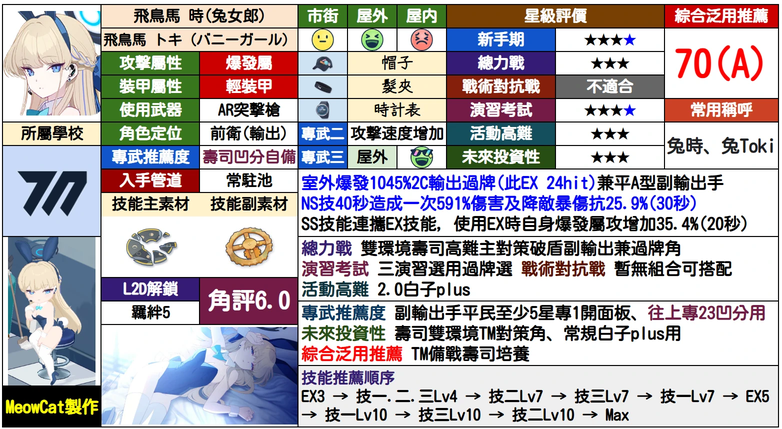 飛鳥馬 時(兔女郎)
飛鳥馬 トキ (バニーガール)
攻擊屬性 爆發屬
裝甲屬性 輕裝甲
使用武器 AR突擊槍
所屬學校
角色定位 前衛(輸出)
專武推薦度 壽司凹分自備
入手管道 常駐池
技能主素材 技能副素材
L2D解鎖
羈絆5
角評6.0
MeowCat製作
市街 屋外 屋内
帽子
髮夾
時計表
專武二 攻擊速度增加
專武三 屋外
星級評價
新手期 ★★★★
總力戰 ★★★
戰術對抗戰 不適合
演習考試 ★★★★
活動高難 ★★★
未來投資性 ★★★
綜合泛用推薦
70(A)
常用稱呼
兔時、兔Toki
室外爆發1045%2C輸出過牌(此EX 24hit)兼平A型副輸出手
NS技40秒造成一次591%傷害及降敵暴傷抗25.9%(30秒)
SS技能連攜EX技能，使用EX時自身爆發屬攻增加35.4%(20秒)
總力戰 雙環境壽司高難主對策破盾副輸出兼過牌角
演習考試 三演習選用過牌選 戰術對抗戰 暫無組合可搭配
活動高難 2.0白子plus
專武推薦度 副輸出手平民至少5星專1開面板、往上專23凹分用
未來投資性 壽司雙環境TM對策角、常規白子plus用
綜合泛用推薦 TM備戰壽司培養
技能推薦順序
EX3 → 技一.二.三Lv4 → 技二Lv7 → 技三Lv7 → 技一Lv7 → EX5
→ 技一Lv10 → 技三Lv10 → 技二Lv10 → Max